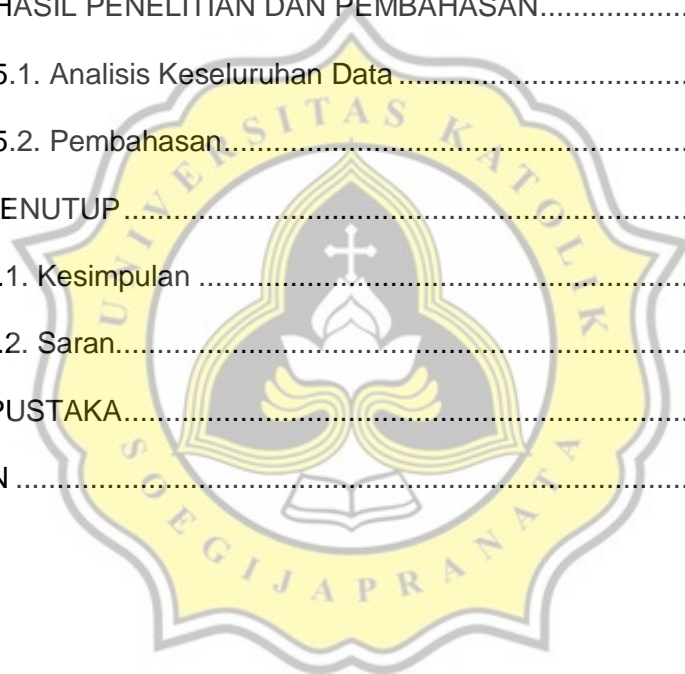 HASIL PENELITIAN DAN PEMBAHASAN................
5.1. Analisis Keseluruhan Data................
5.2. Pembahasan................
ENUTUP................
.1. Kesimpulan................
.2. Saran................
PUSTAKA................
N................
UNIVERSITAS KATOLIK
SOEGIJAPRANATA